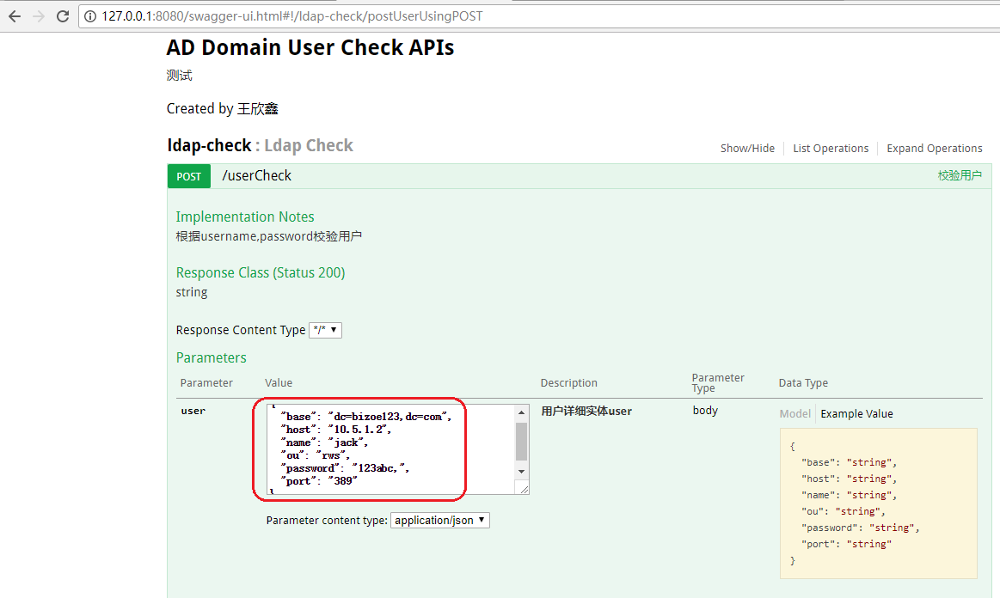 127.0.0.1:8080/swagger-ui.html#!/ldap-check/postUserUsingPOST
AD Domain User Check APIs
测试
Created by 王欣鑫
ldap-check : Ldap Check
Show/Hide
List Operations
Expand Operations
POST
/userCheck
校验用户
Implementation Notes
根据username,password校验用户
Response Class (Status 200)
string
Response Content Type */*
Parameters
Parameter
Value
Description
Parameter
Type
Data Type
user
{
"base": "dc=bizoe123,dc=com",
"host": "10.5.1.2",
"name": "jack",
"ou": "rws",
"password": "123abc,",
"port": "389"
}
Parameter content type: application/json
用户详细实体user
body
Model
Example Value
{
"base": "string",
"host": "string",
"name": "string",
"ou": "string",
"password": "string",
"port": "string"
}